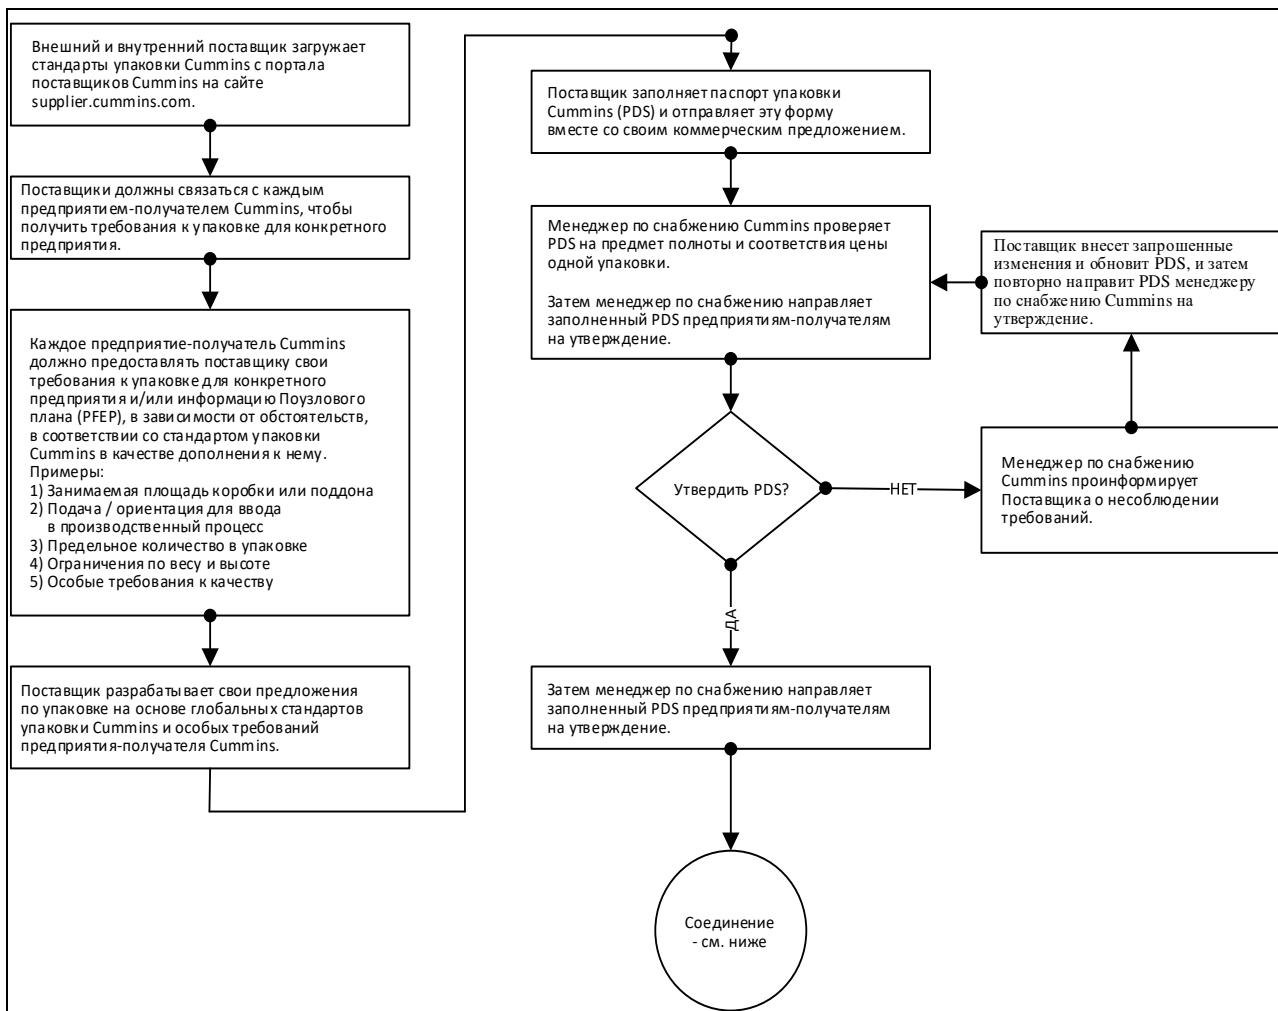 Внешний и внутренний поставщик загружает
стандарты упаковки Cummins с портала
поставщиков Cummins на сайте
supplier.cummins.com.
Поставщики должны связаться с каждым
предприятием-получателем Cummins, чтобы
получить требования к упаковке для конкретного
предприятия.
Каждое предприятие-получатель Cummins
должно предоставлять поставщику свои
требования к упаковке для конкретного
предприятия и/или информацию Поузлового
плана (PFEP), в зависимости от обстоятельств,
в соответствии со стандартом упаковки
Cummins в качестве дополнения к нему.
Примеры:
1) Занимаемая площадь коробки или поддона
2) Подача / ориентация для ввода
в производственный процесс
3) Предельное количество в упаковке
4) Ограничения по весу и высоте
5) Особые требования к качеству
Поставщик разрабатывает свои предложения
по упаковке на основе глобальных стандартов
упаковки Cummins и особых требований
предприятия-получателя Cummins.
Поставщик заполняет паспорт упаковки
Cummins (PDS) и отправляет эту форму
вместе со своим коммерческим предложением.
Менеджер по снабжению Cummins проверяет
PDS на предмет полноты и соответствия цены
одной упаковки.
Затем менеджер по снабжению направляет
заполненный PDS предприятиям-получателям
на утверждение.
Поставщик внесет запрошенные
изменения и обновит PDS, и затем
повторно направит PDS менеджеру
по снабжению Cummins на
утверждение.
Утвердить PDS?
НЕТ
Менеджер по снабжению
Cummins проинформирует
Поставщика о несоблюдении
требований.
ДА
Затем менеджер по снабжению направляет
заполненный PDS предприятиям-получателям
на утверждение.
Соединение
- см. ниже